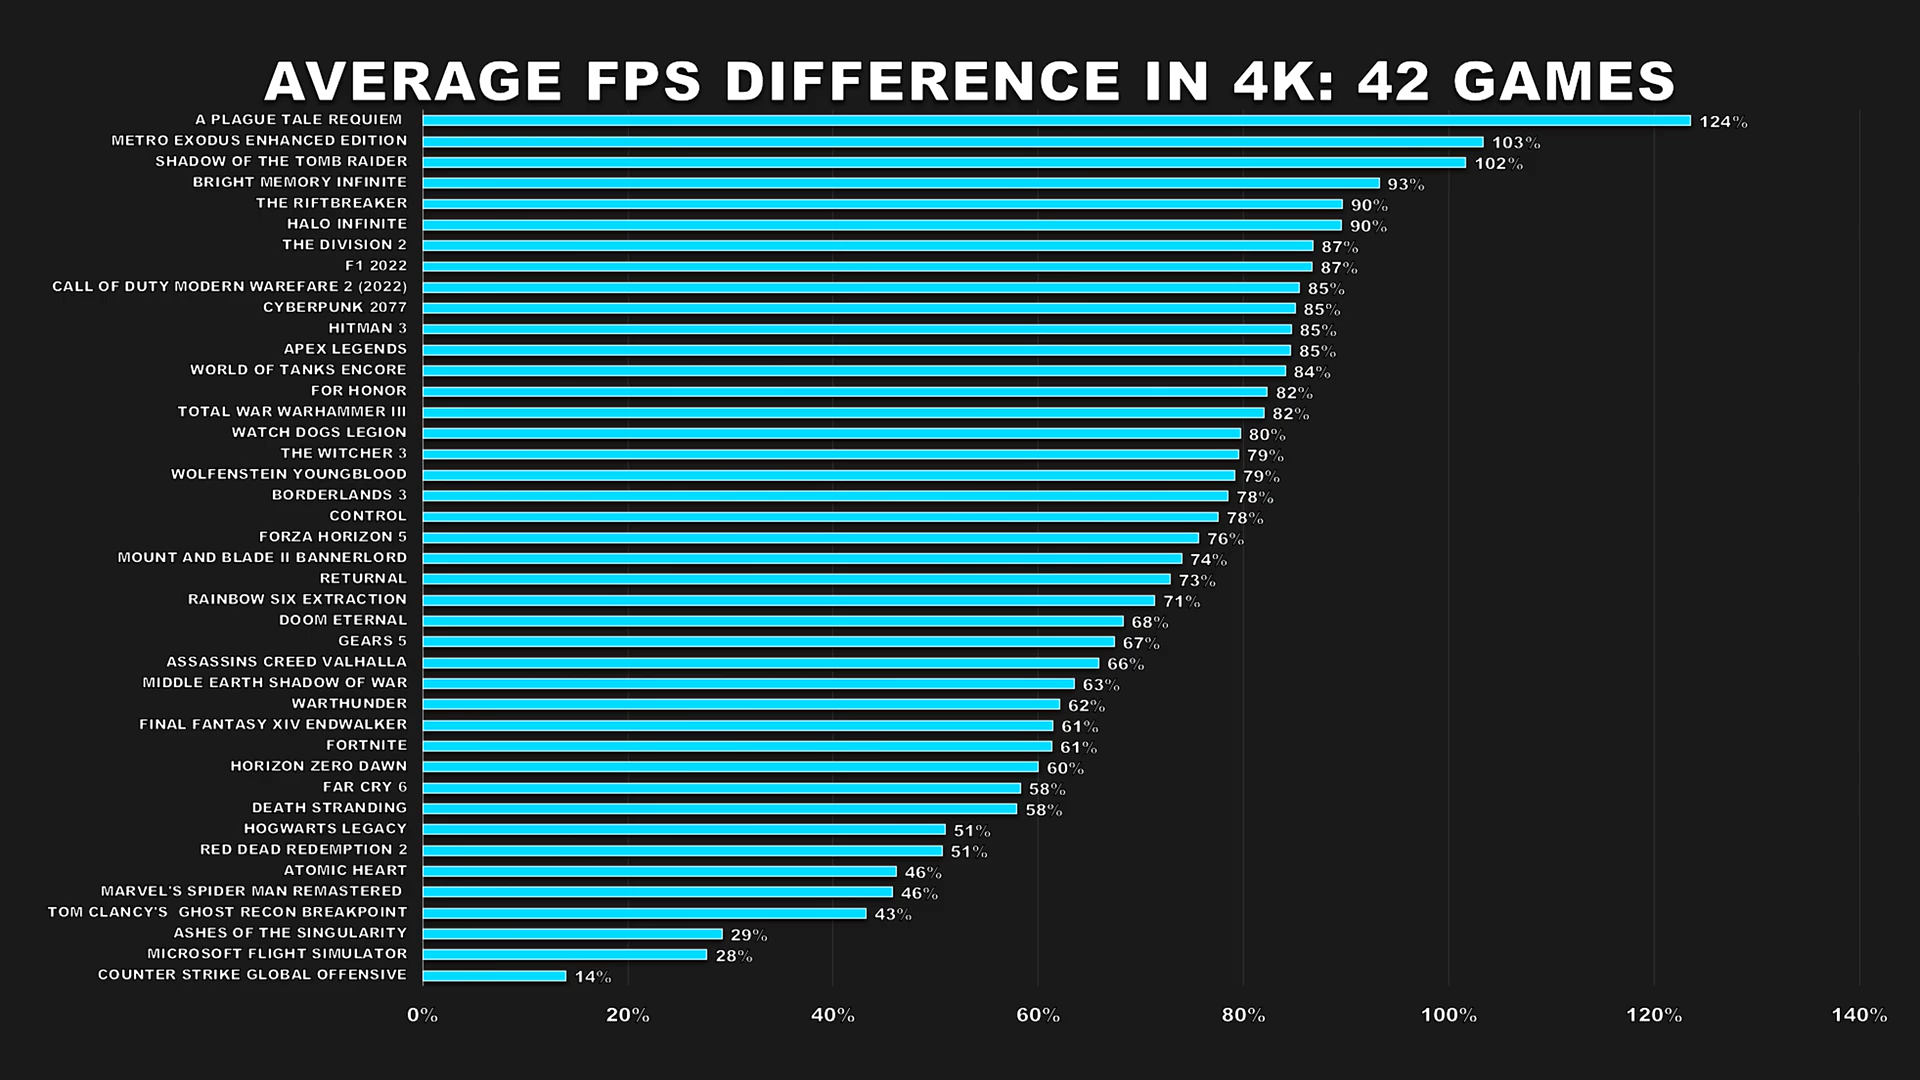 AVERAGE FPS DIFFERENCE IN 4K: 42 GAMES
A PLAGUE TALE REQUIEM 124%
METRO EXODUS ENHANCED EDITION 103%
SHADOW OF THE TOMB RAIDER 102%
BRIGHT MEMORY INFINITE 93%
THE RIFTBREAKER 90%
HALO INFINITE 90%
THE DIVISION 2 87%
F1 2022 87%
CALL OF DUTY MODERN WAREFARE 2 (2022) 85%
CYBERPUNK 2077 85%
HITMAN 3 85%
APEX LEGENDS 85%
WORLD OF TANKS ENCORE 84%
FOR HONOR 82%
TOTAL WAR WARHAMMER III 82%
WATCH DOGS LEGION 80%
THE WITCHER 3 79%
WOLFENSTEIN YOUNGBLOOD 79%
BORDERLANDS 3 78%
CONTROL 78%
FORZA HORIZON 5 76%
MOUNT AND BLADE II BANNERLORD 74%
RETURNAL 73%
RAINBOW SIX EXTRACTION 71%
DOOM ETERNAL 68%
GEARS 5 67%
ASSASSINS CREED VALHALLA 66%
MIDDLE EARTH SHADOW OF WAR 63%
WARTHUNDER 62%
FINAL FANTASY XIV ENDWALKER 61%
FORTNITE 61%
HORIZON ZERO DAWN 60%
FAR CRY 6 58%
DEATH STRANDING 58%
HOGWARTS LEGACY 51%
RED DEAD REDEMPTION 2 51%
ATOMIC HEART 46%
MARVEL'S SPIDER MAN REMASTERED 46%
TOM CLANCY'S GHOST RECON BREAKPOINT 43%
ASHES OF THE SINGULARITY 29%
MICROSOFT FLIGHT SIMULATOR 28%
COUNTER STRIKE GLOBAL OFFENSIVE 14%
0% 20% 40% 60% 80% 100% 120% 140%